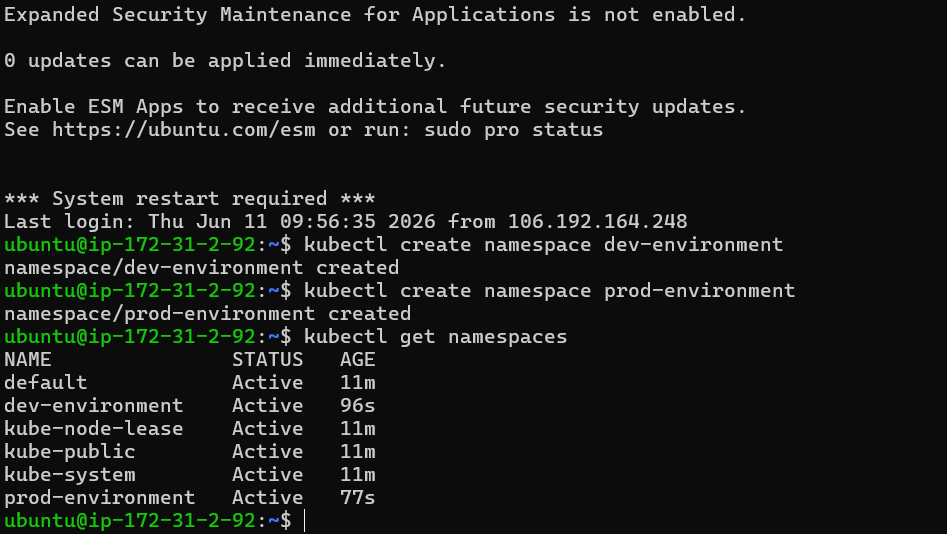 Expanded Security Maintenance for Applications is not enabled.
0 updates can be applied immediately.
Enable ESM Apps to receive additional future security updates.
See https://ubuntu.com/esm or run: sudo pro status
*** System restart required ***
Last login: Thu Jun 11 09:56:35 2026 from 106.192.164.248
ubuntu@ip-172-31-2-92:~$ kubectl create namespace dev-environment
namespace/dev-environment created
ubuntu@ip-172-31-2-92:~$ kubectl create namespace prod-environment
namespace/prod-environment created
ubuntu@ip-172-31-2-92:~$ kubectl get namespaces
NAME               STATUS   AGE
default            Active   11m
dev-environment    Active   96s
kube-node-lease    Active   11m
kube-public        Active   11m
kube-system        Active   11m
prod-environment   Active   77s
ubuntu@ip-172-31-2-92:~$